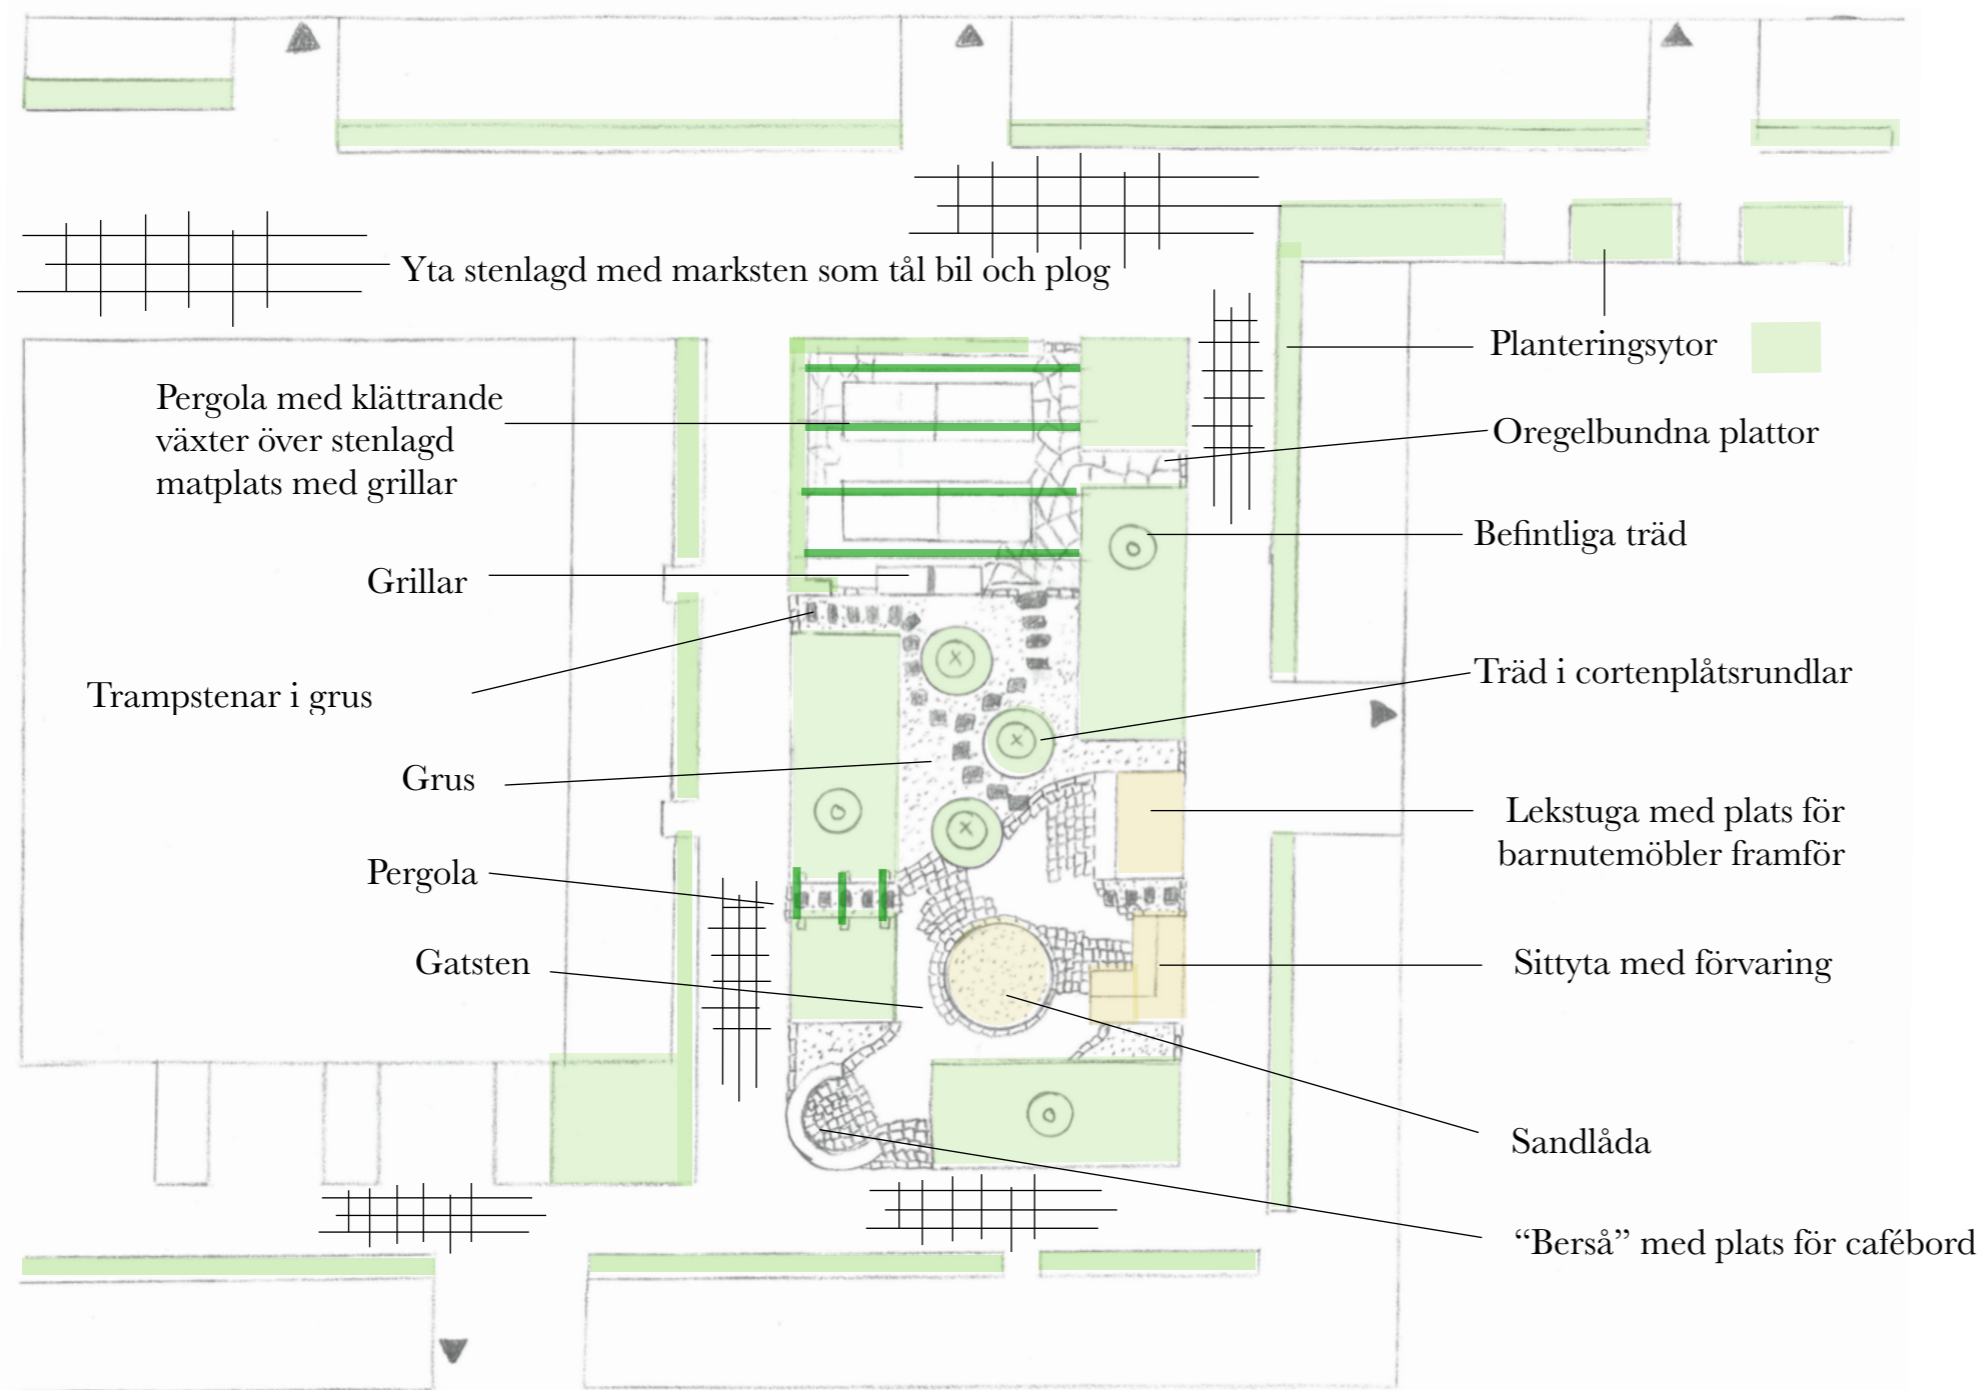 Yta stenlagd med marksten som tål bil och plog
Planteringsytor
Pergola med klättrande
växter över stenlagd
matplats med grillar
Oregelbundna plattor
Befintliga träd
Grillar
Träd i cortenplåtsrundlar
Trampstenar i grus
Grus
Lekstuga med plats för
barnutemöbler framför
Pergola
Gatsten
Sittyta med förvaring
Sandlåda
“Berså” med plats för cafébord